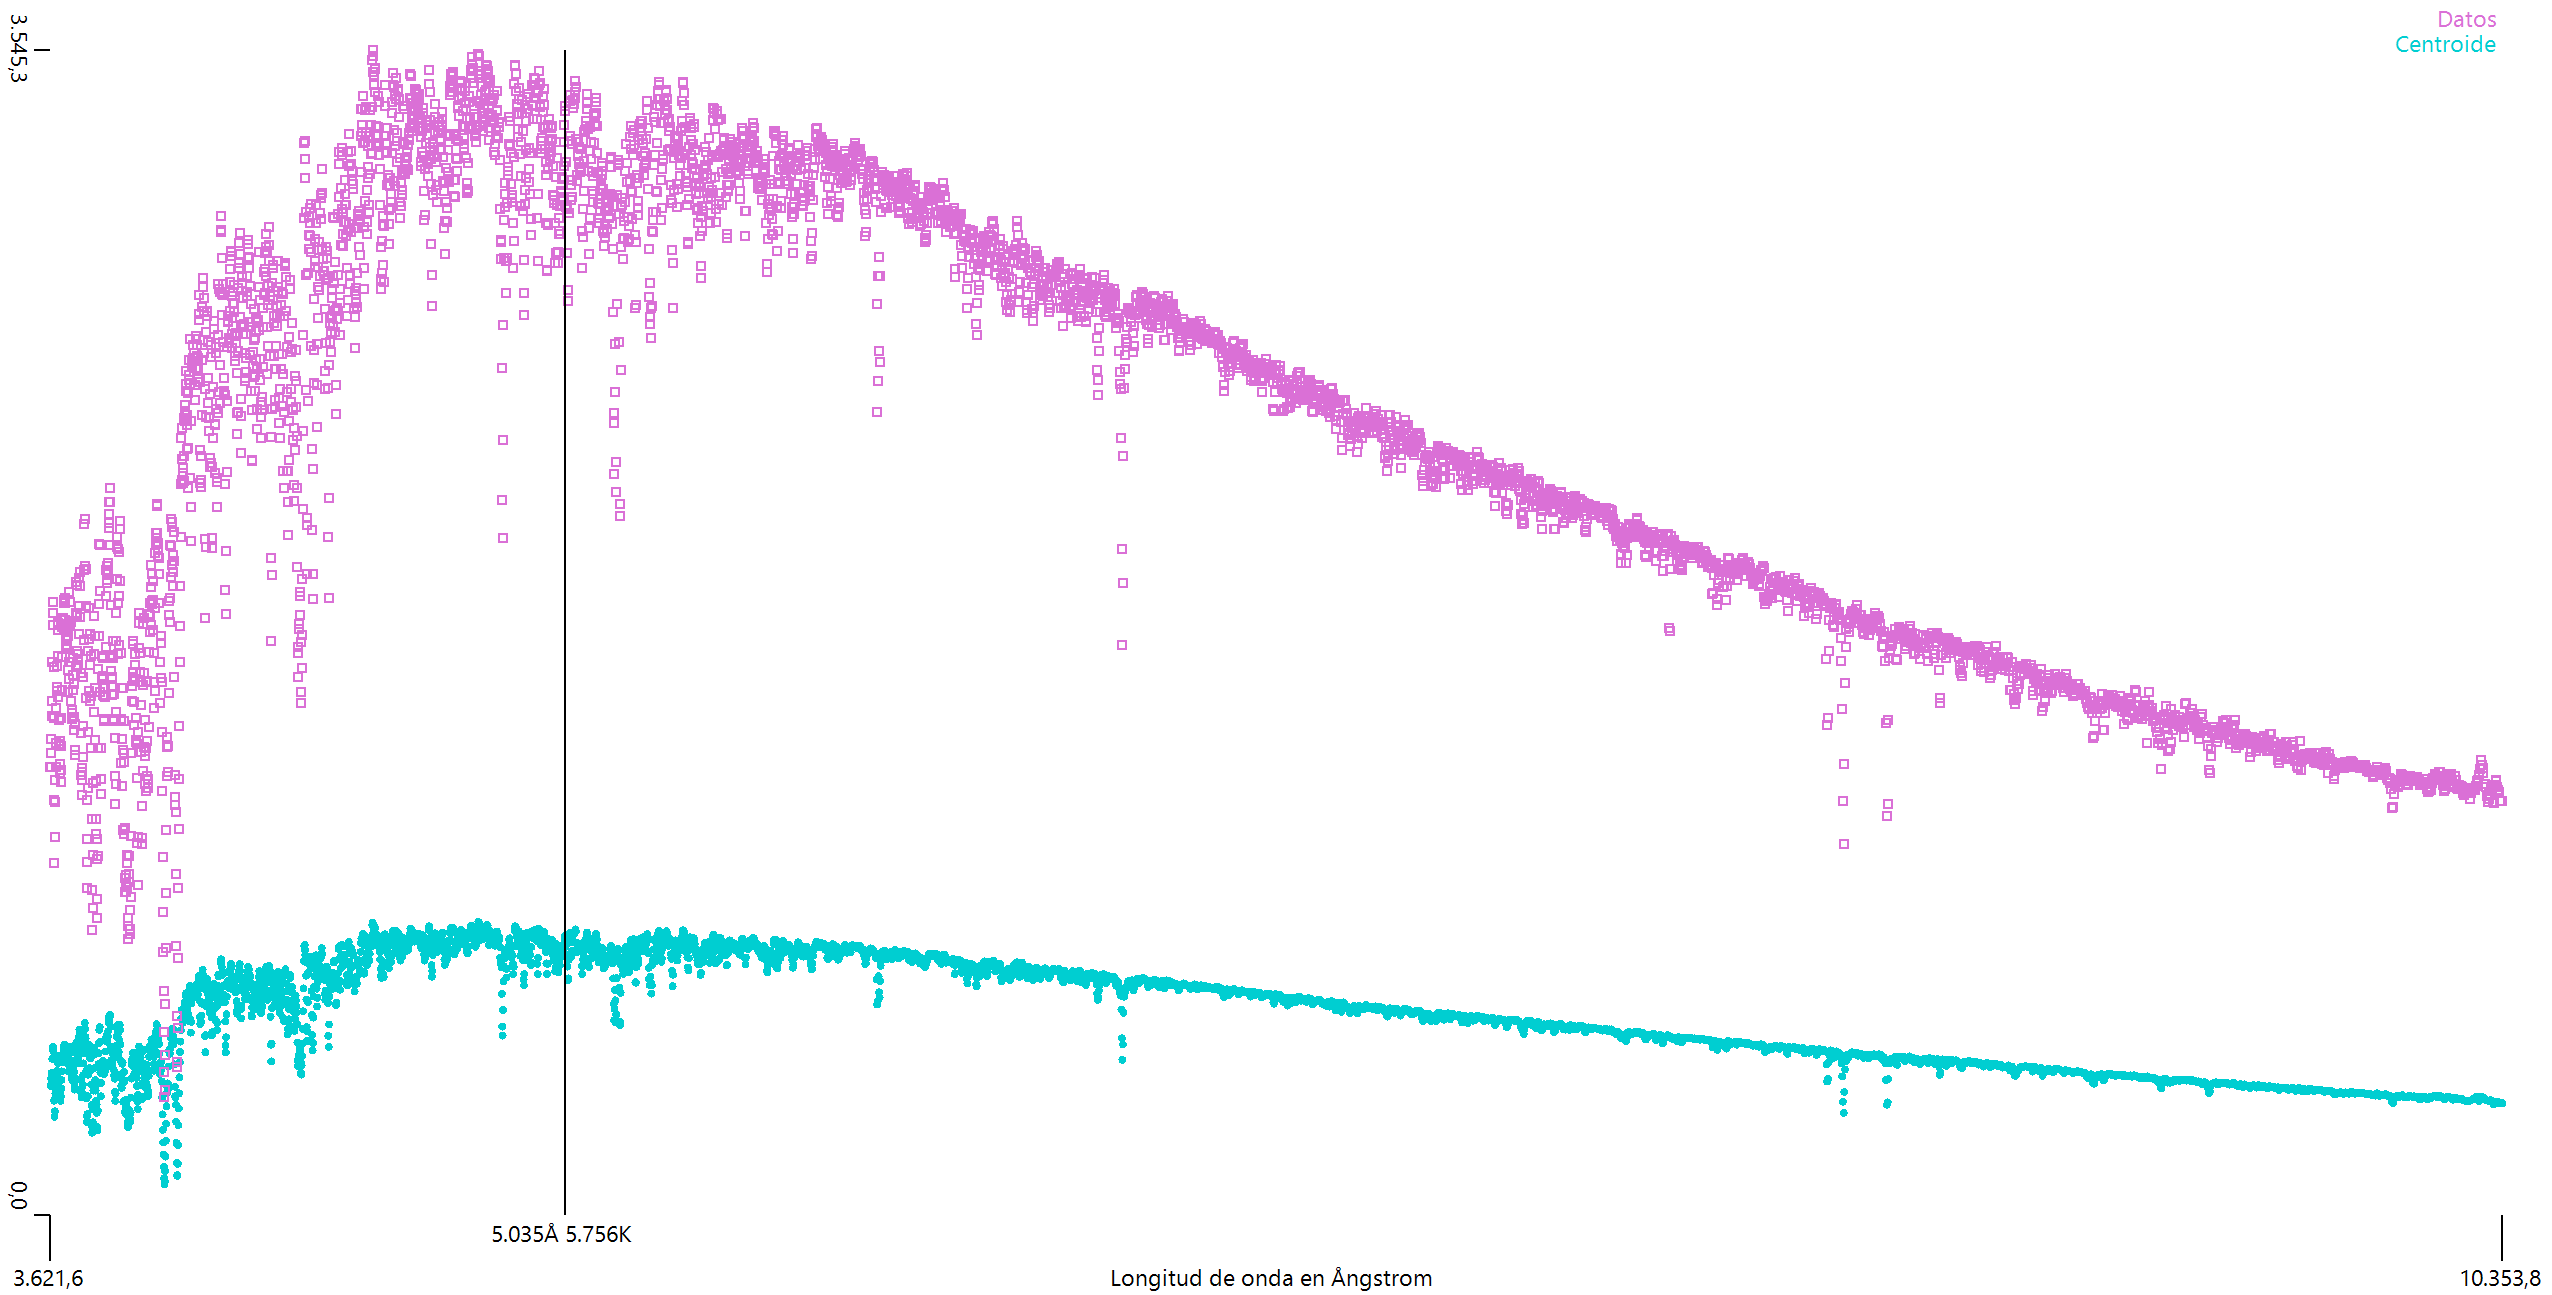 Datos
Centroide
3.545,3
0,0
5.035Å 5.756K
3.621,6
Longitud de onda en Ångstrom
10.353,8